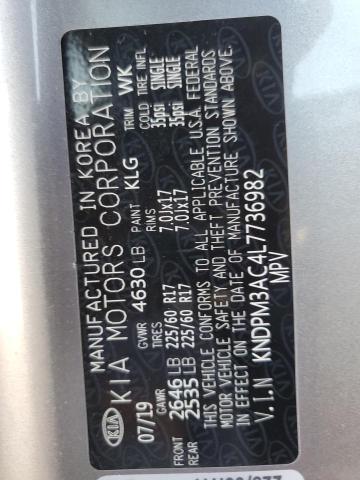 MANUFACTURED IN KOREA BY
KIA KIA MOTORS CORPORATION
07/19 GVWR 4630 LB PAINT KLG TRIM WK
GAWR TIRES RIMS COLD TIRE INFL
FRONT 2646 LB 225/60 R17 7.0Jx17 35psi SINGLE
REAR 2535 LB 225/60 R17 7.0Jx17 35psi SINGLE
THIS VEHICLE CONFORMS TO ALL APPLICABLE U.S.A FEDERAL
MOTOR VEHICLE SAFETY AND THEFT PREVENTION STANDARDS
IN EFFECT ON THE DATE OF MANUFACTURE SHOWN ABOVE.
V.I.N KNDPM3AC4L7736982
MPV